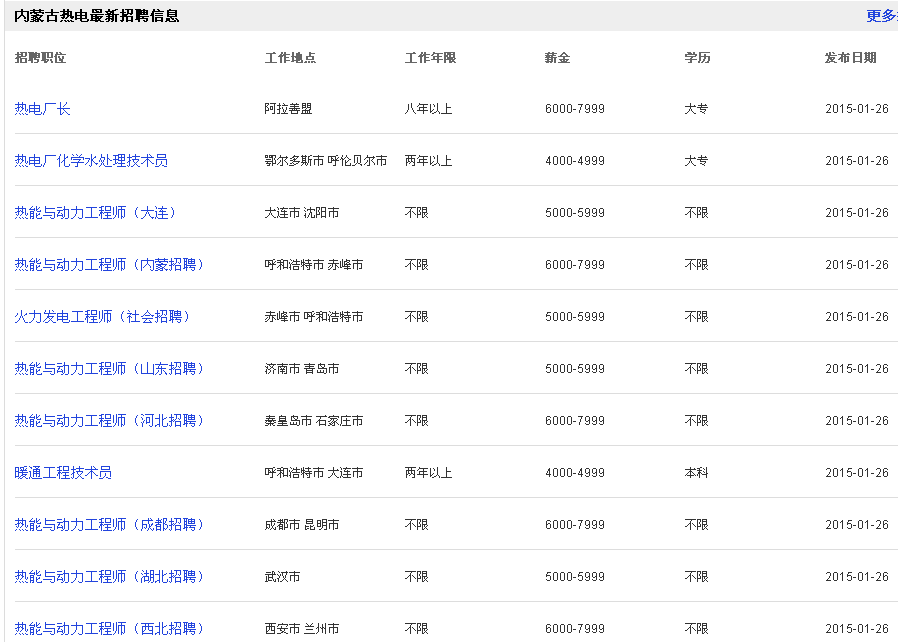 内蒙古热电最新招聘信息 更多
招聘职位 工作地点 工作年限 薪金 学历 发布日期
热电厂长 阿拉善盟 八年以上 6000-7999 大专 2015-01-26
热电厂化学水处理技术员 鄂尔多斯市 呼伦贝尔市 两年以上 4000-4999 大专 2015-01-26
热能与动力工程师（大连） 大连市 沈阳市 不限 5000-5999 不限 2015-01-26
热能与动力工程师（内蒙招聘） 呼和浩特市 赤峰市 不限 6000-7999 不限 2015-01-26
火力发电工程师（社会招聘） 赤峰市 呼和浩特市 不限 5000-5999 不限 2015-01-26
热能与动力工程师（山东招聘） 济南市 青岛市 不限 5000-5999 不限 2015-01-26
热能与动力工程师（河北招聘） 秦皇岛市 石家庄市 不限 6000-7999 不限 2015-01-26
暖通工程技术员 呼和浩特市 大连市 两年以上 4000-4999 本科 2015-01-26
热能与动力工程师（成都招聘） 成都市 昆明市 不限 6000-7999 不限 2015-01-26
热能与动力工程师（湖北招聘） 武汉市 不限 5000-5999 不限 2015-01-26
热能与动力工程师（西北招聘） 西安市 兰州市 不限 6000-7999 不限 2015-01-26